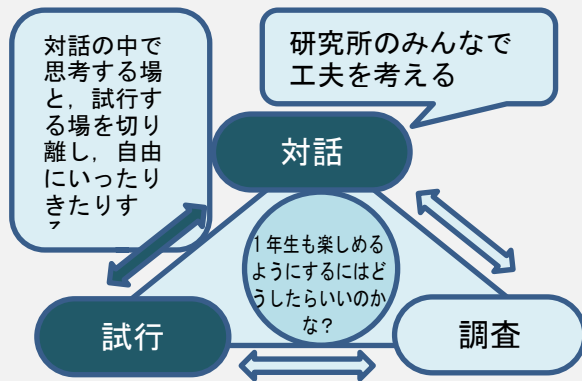 対話の中で
思考する場
と，試行す
る場を切り
離し，自由
にいったり
きたりす
研究所のみんなで
工夫を考える
対話
1年生も楽しめる
ようにするにはど
うしたらいいのか
な?
試行
調査